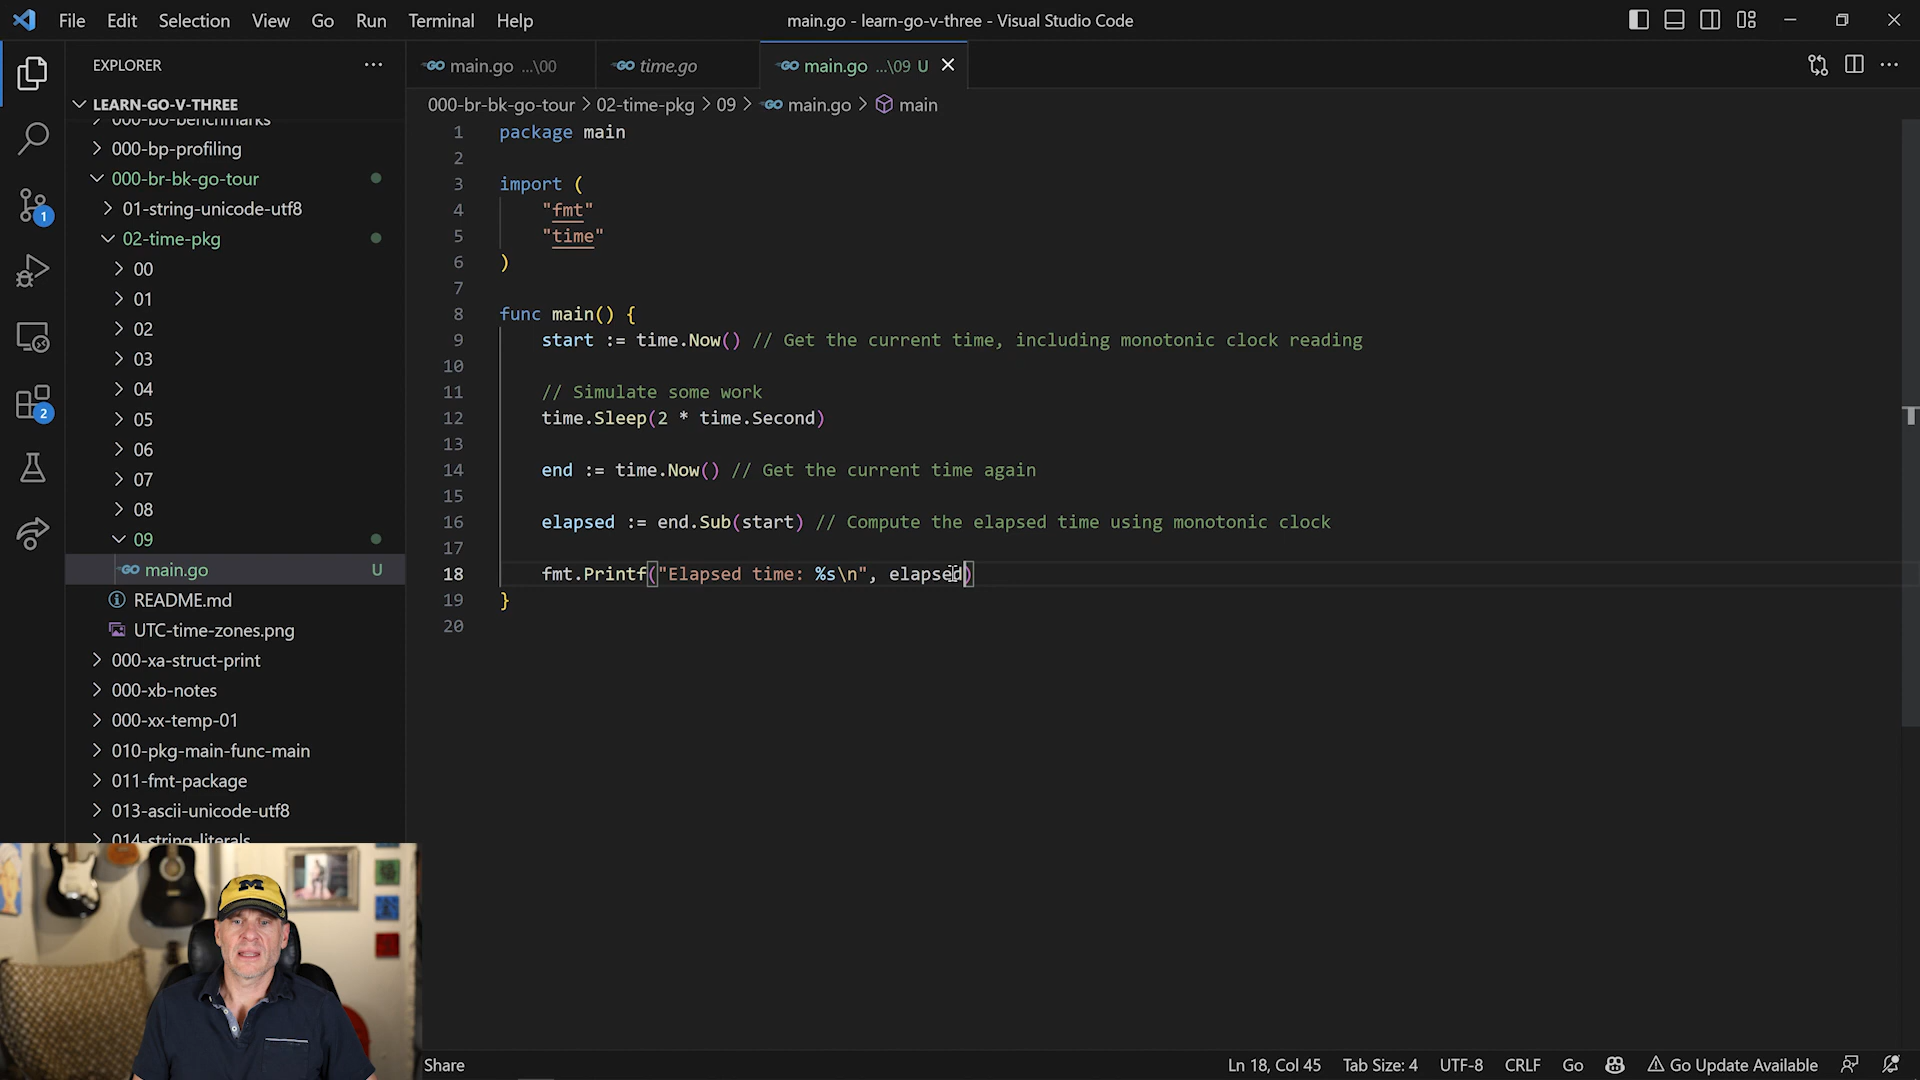 File Edit Selection View Go Run Terminal Help
main.go - learn-go-v-three - Visual Studio Code
EXPLORER
LEARN-GO-V-THREE
000-bo-benchmarks
000-bp-profiling
000-br-bk-go-tour
01-string-unicode-utf8
02-time-pkg
00
01
02
03
04
05
06
07
08
09
main.go U
README.md
UTC-time-zones.png
000-xa-struct-print
000-xb-notes
000-xx-temp-01
010-pkg-main-func-main
011-fmt-package
013-ascii-unicode-utf8
014-string-literals
1
2
main.go ...\00
time.go
main.go ...\09 U
000-br-bk-go-tour > 02-time-pkg > 09 > main.go > main
1 package main
2
3 import (
4 "fmt"
5 "time"
6 )
7
8 func main() {
9 start := time.Now() // Get the current time, including monotonic clock reading
10
11 // Simulate some work
12 time.Sleep(2 * time.Second)
13
14 end := time.Now() // Get the current time again
15
16 elapsed := end.Sub(start) // Compute the elapsed time using monotonic clock
17
18 fmt.Printf("Elapsed time: %s\n", elapsed)
19 }
20
M
Share
Ln 18, Col 45 Tab Size: 4 UTF-8 CRLF Go Go Update Available